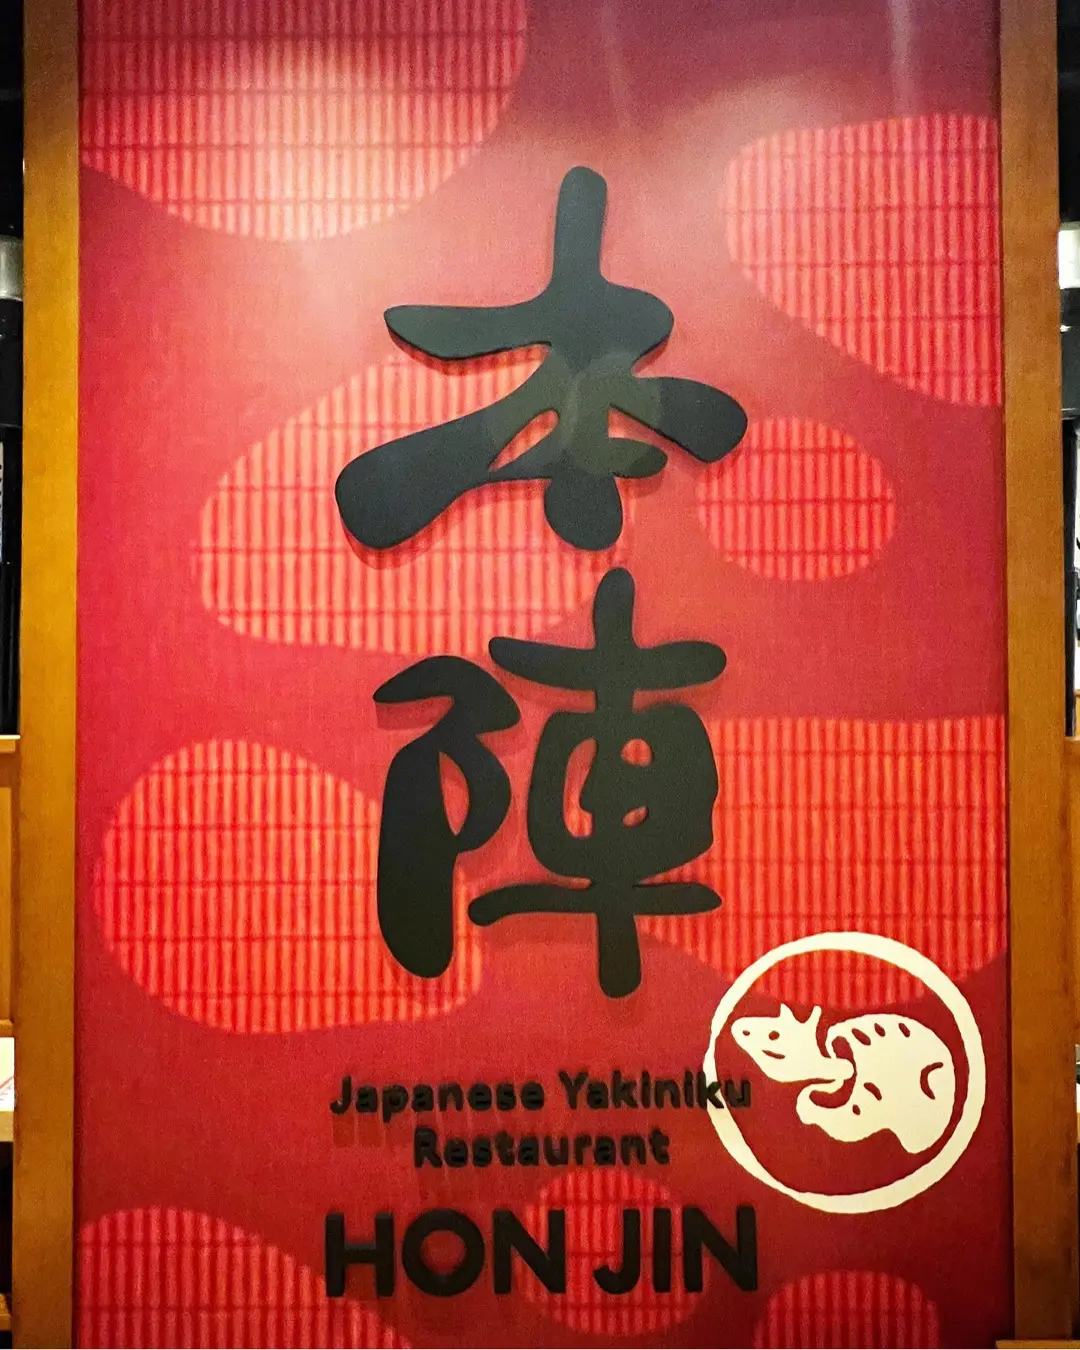 本陣
Japanese Yakiniku
Restaurant
HON JIN